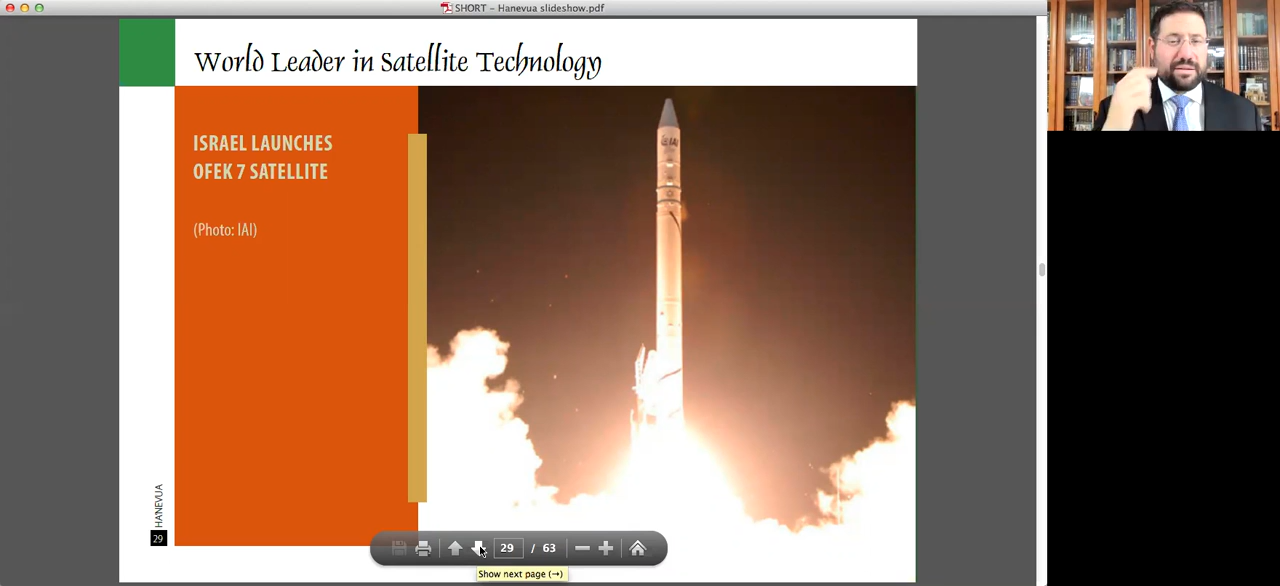 SHORT - Hanevua slideshow.pdf
World Leader in Satellite Technology
ISRAEL LAUNCHES
OFEK 7 SATELLITE
(Photo: IAI)
IAI
HANEVUA
29
29 / 63
Show next page (→)